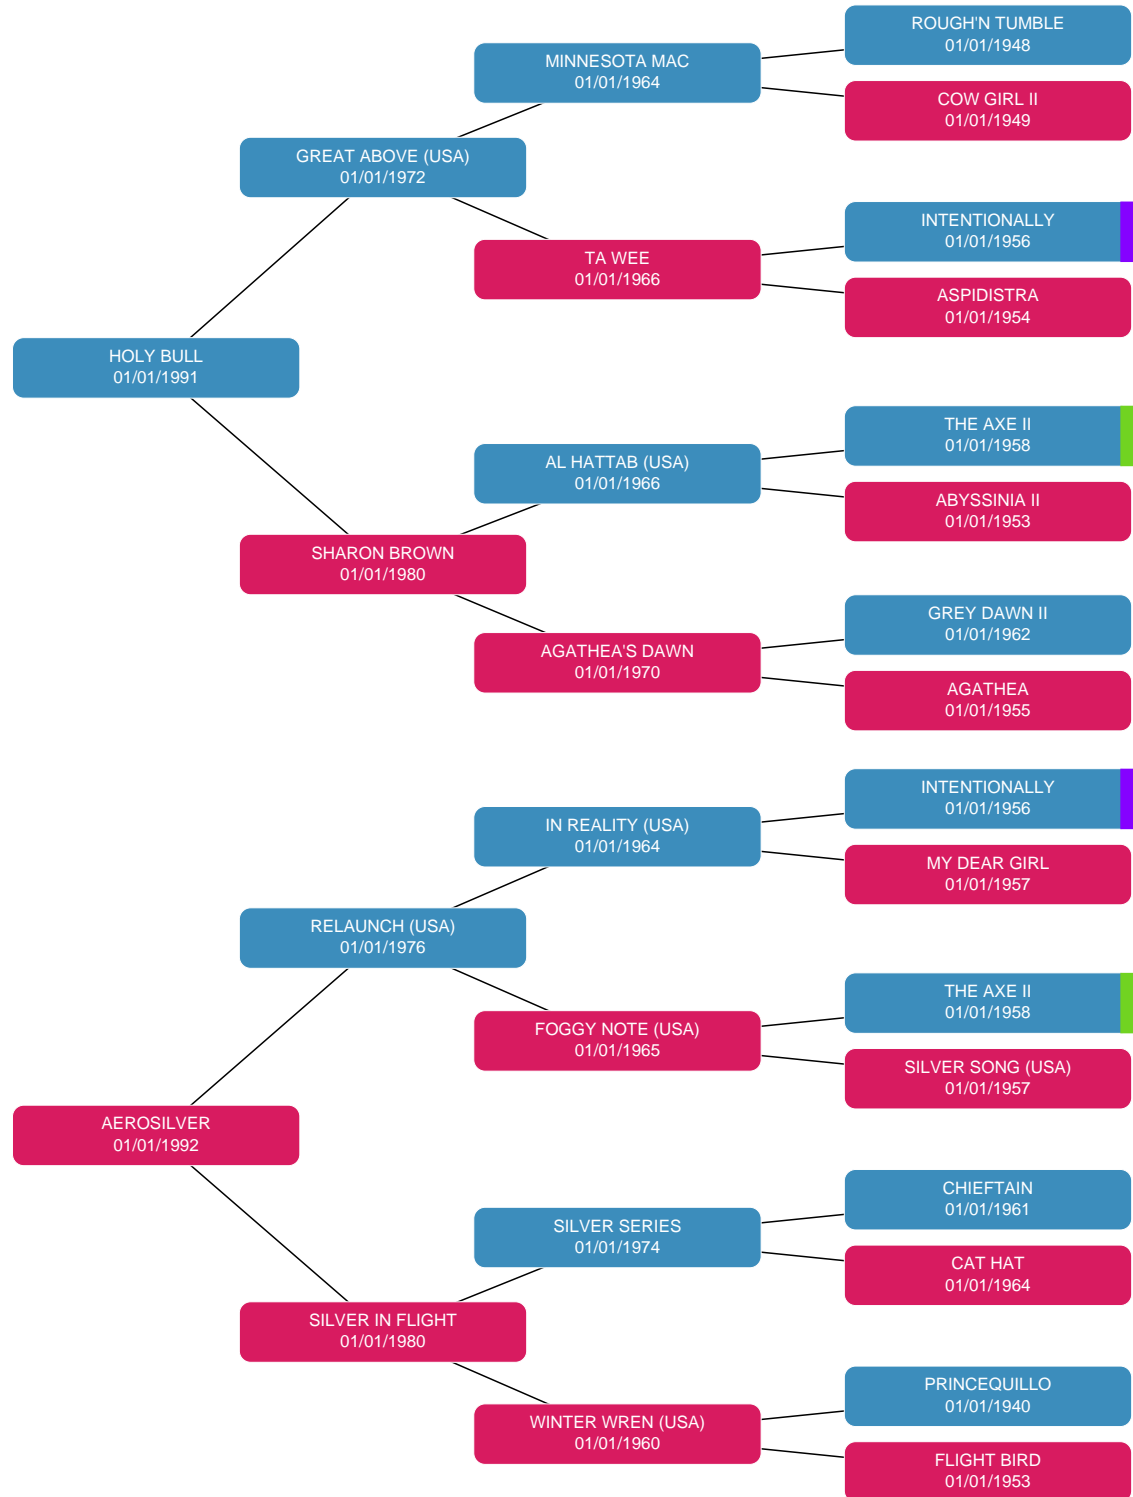 ROUGH'N TUMBLE
01/01/1948
MINNESOTA MAC
01/01/1964
COW GIRL II
01/01/1949
GREAT ABOVE (USA)
01/01/1972
INTENTIONALLY
01/01/1956
TA WEE
01/01/1966
ASPIDISTRA
01/01/1954
HOLY BULL
01/01/1991
THE AXE II
01/01/1958
AL HATTAB (USA)
01/01/1966
ABYSSINIA II
01/01/1953
SHARON BROWN
01/01/1980
GREY DAWN II
01/01/1962
AGATHEA'S DAWN
01/01/1970
AGATHEA
01/01/1955
INTENTIONALLY
01/01/1956
IN REALITY (USA)
01/01/1964
MY DEAR GIRL
01/01/1957
RELAUNCH (USA)
01/01/1976
THE AXE II
01/01/1958
FOGGY NOTE (USA)
01/01/1965
SILVER SONG (USA)
01/01/1957
AEROSILVER
01/01/1992
CHIEFTAIN
01/01/1961
SILVER SERIES
01/01/1974
CAT HAT
01/01/1964
SILVER IN FLIGHT
01/01/1980
PRINCEQUILLO
01/01/1940
WINTER WREN (USA)
01/01/1960
FLIGHT BIRD
01/01/1953